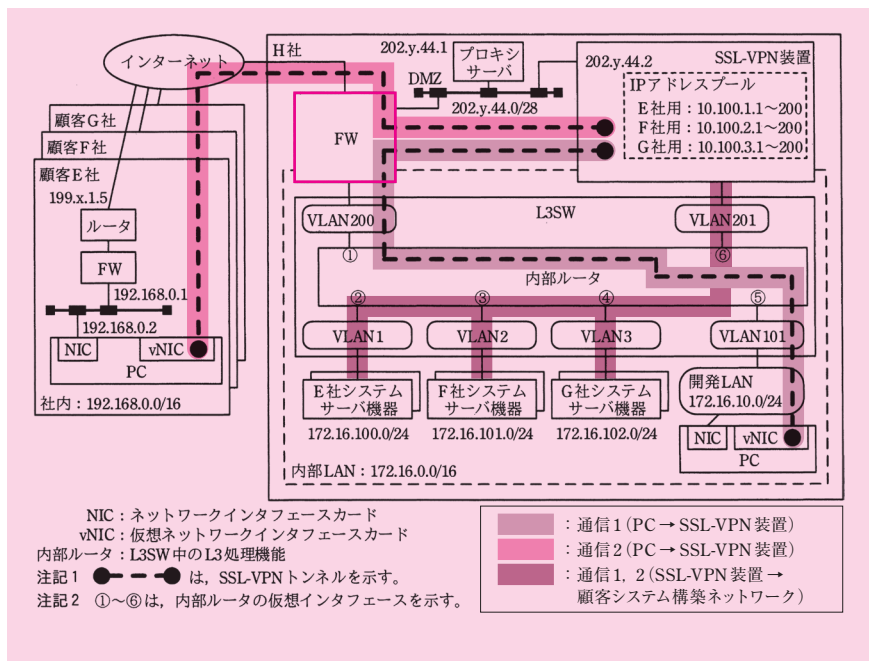 インターネット
H社
202.y.44.1
プロキシ
サーバ
DMZ
202.y.44.0/28
202.y.44.2
SSL-VPN装置
IPアドレスプール
E社用：10.100.1.1～200
F社用：10.100.2.1～200
G社用：10.100.3.1～200
FW
顧客G社
顧客F社
顧客E社
199.x.1.5
ルータ
FW
192.168.0.1
192.168.0.2
NIC
vNIC
PC
社内：192.168.0.0/16
VLAN200
L3SW
VLAN201
①
⑥
内部ルータ
②
③
④
⑤
VLAN1
VLAN2
VLAN3
VLAN101
E社システム
サーバ機器
F社システム
サーバ機器
G社システム
サーバ機器
開発LAN
172.16.10.0/24
172.16.100.0/24
172.16.101.0/24
172.16.102.0/24
NIC
vNIC
PC
内部LAN：172.16.0.0/16
NIC：ネットワークインタフェースカード
vNIC：仮想ネットワークインタフェースカード
内部ルータ：L3SW中のL3処理機能
注記1 は，SSL-VPNトンネルを示す。
注記2 ①～⑥は，内部ルータの仮想インタフェースを示す。
：通信1（PC→SSL-VPN装置）
：通信2（PC→SSL-VPN装置）
：通信1，2（SSL-VPN装置→
顧客システム構築ネットワーク）